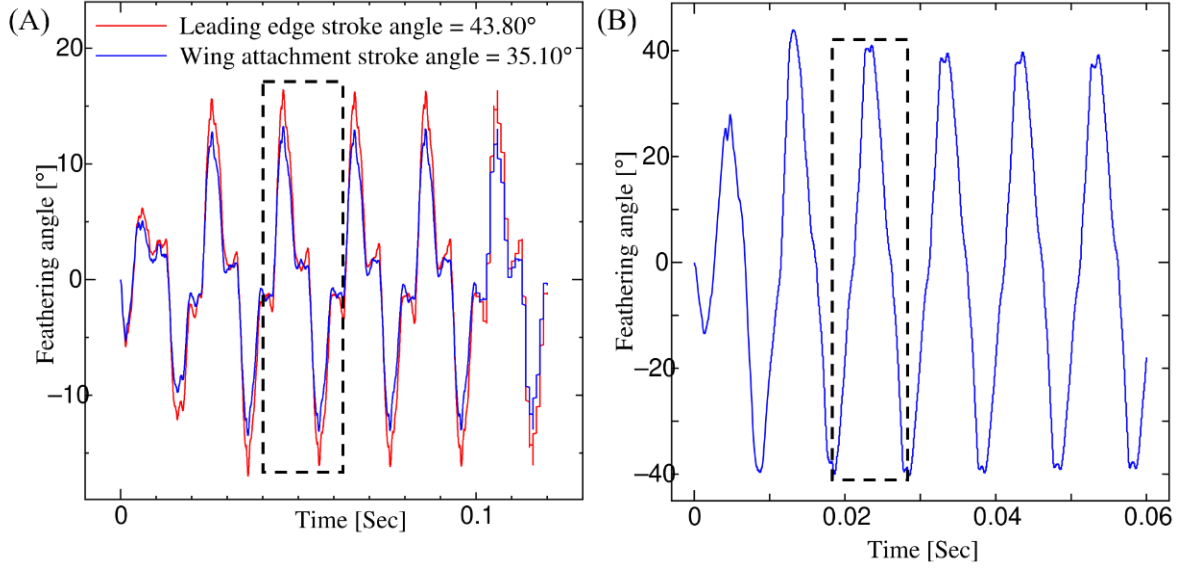 (A)
Leading edge stroke angle = 43.80°
Wing attachment stroke angle = 35.10°
20
10
0
−10
Feathering angle [°]
0
0.1
Time [Sec]
(B)
40
20
0
−20
−40
Feathering angle [°]
0
0.02
0.04
0.06
Time [Sec]